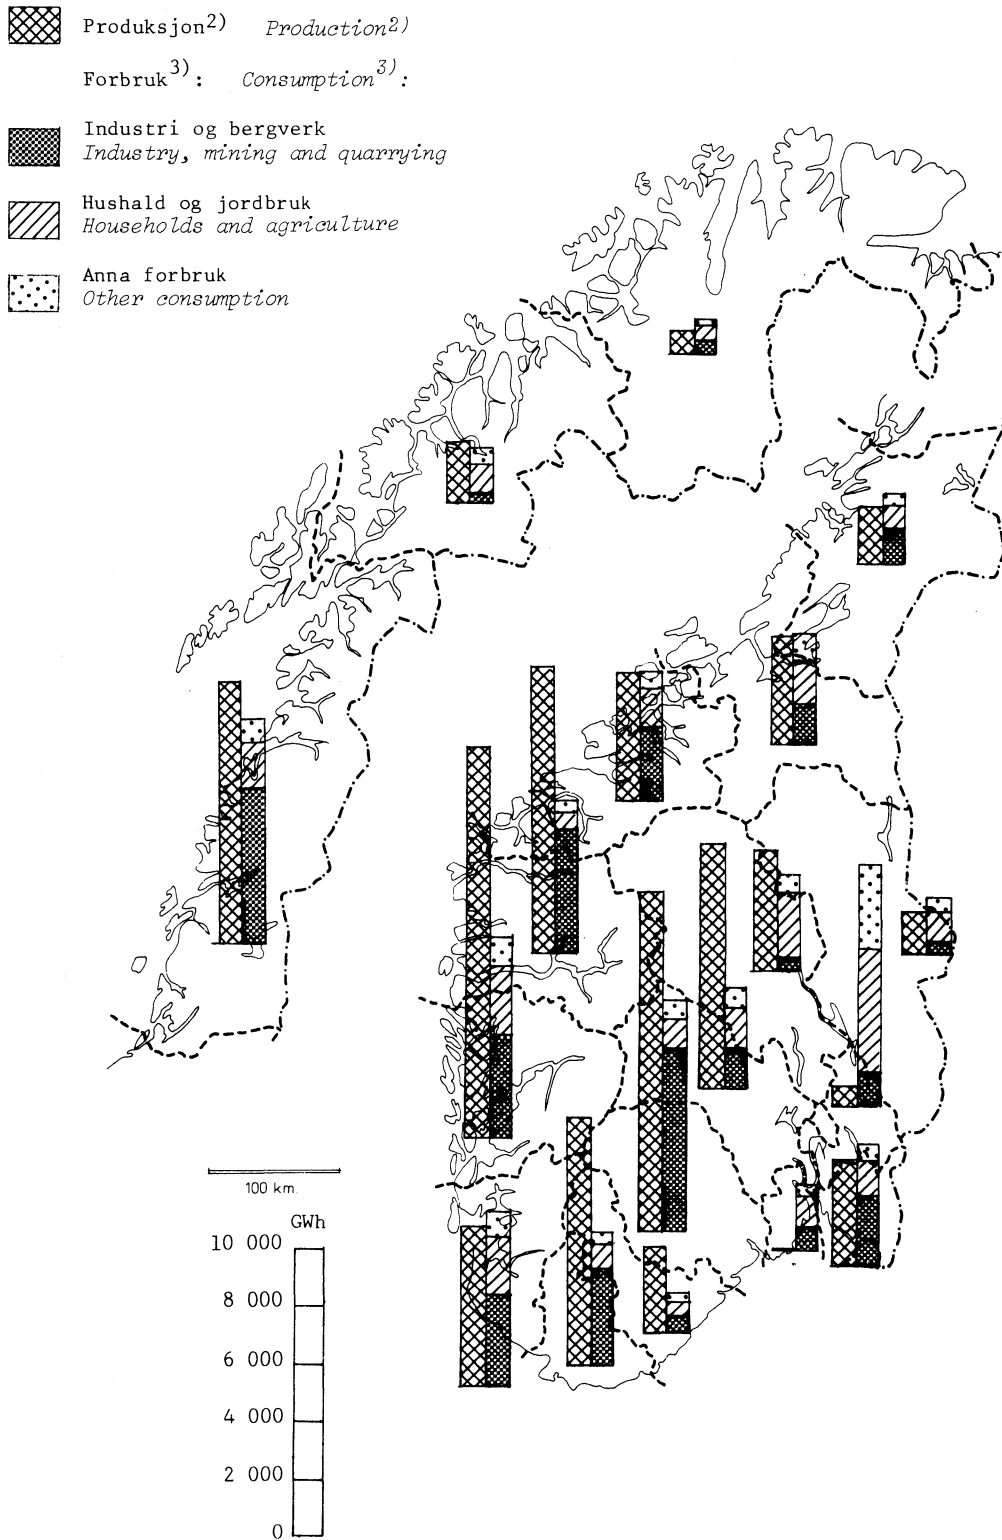 Produksjon2) Production2)
Forbruk3): Consumption3):
Industri og bergverk
Industry, mining and quarrying
Hushald og jordbruk
Households and agriculture
Anna forbruk
Other consumption
100 km.
GWh
10 000
8 000
6 000
4 000
2 000
0